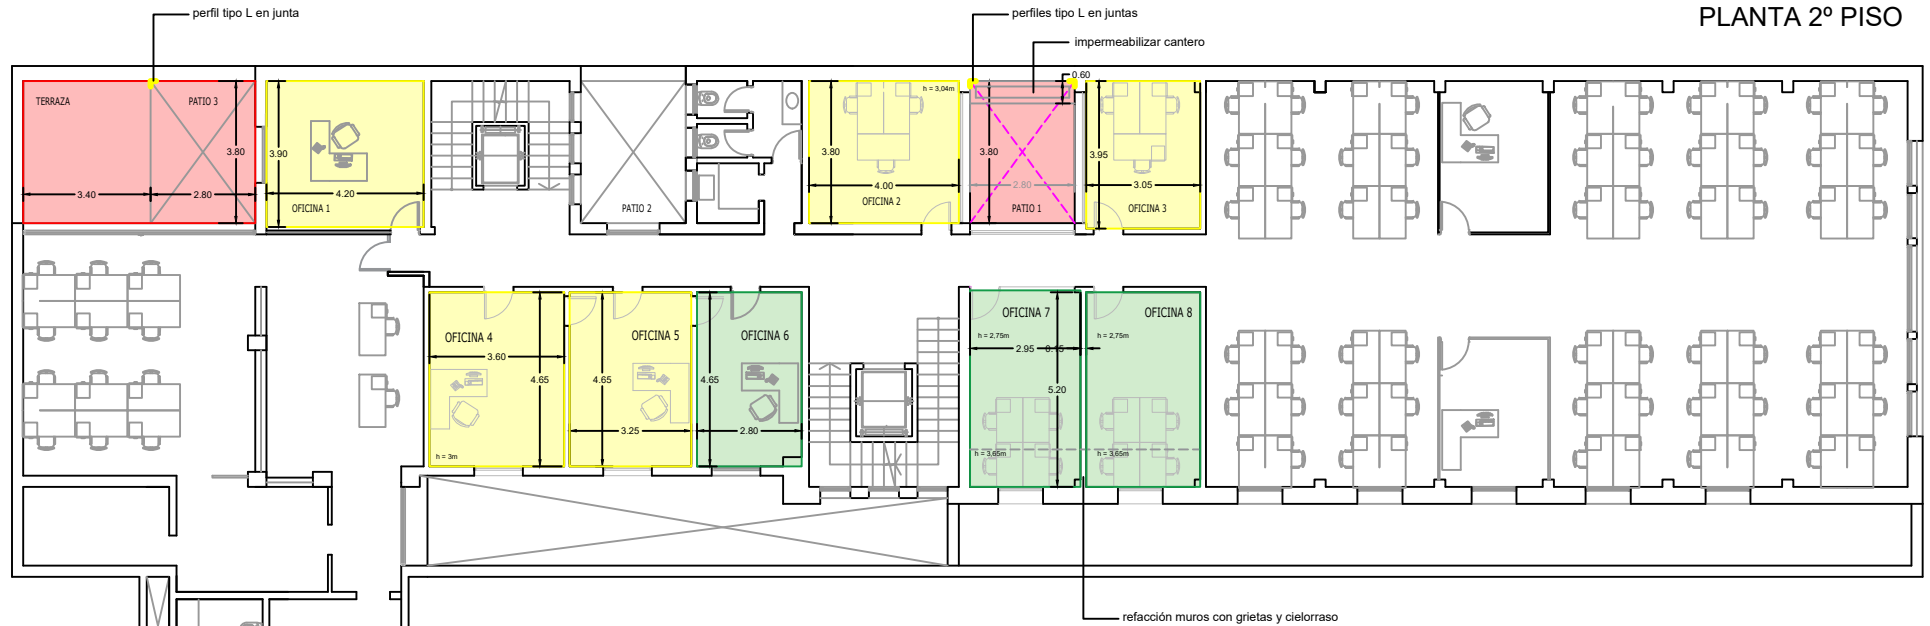 perfil tipo L en junta
perfiles tipo L en juntas
PLANTA 2º PISO
impermeabilizar cantero
0.60
TERRAZA
PATIO 3
h = 3,04m
3.90
3.80
3.80
3.80
3.95
3.40
2.80
4.20
4.00
2.80
3.05
OFICINA 1
PATIO 2
OFICINA 2
PATIO 1
OFICINA 3
OFICINA 4
OFICINA 5
OFICINA 6
OFICINA 7
OFICINA 8
h = 2,75m
h = 2,75m
3.60
2.95
0.15
4.65
4.65
4.65
5.20
3.25
2.80
h = 3m
h = 3,65m
h = 3,65m
refacción muros con grietas y cielorraso